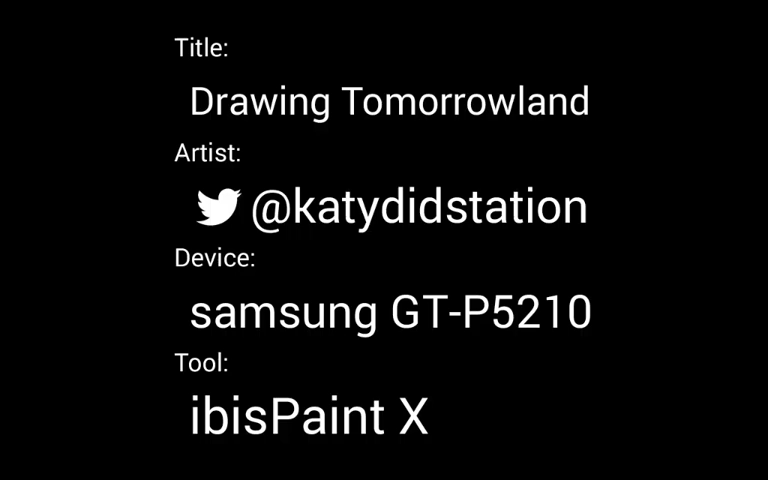 Title:
Drawing Tomorrowland
Artist:
@katydidstation
Device:
samsung GT-P5210
Tool:
ibisPaint X